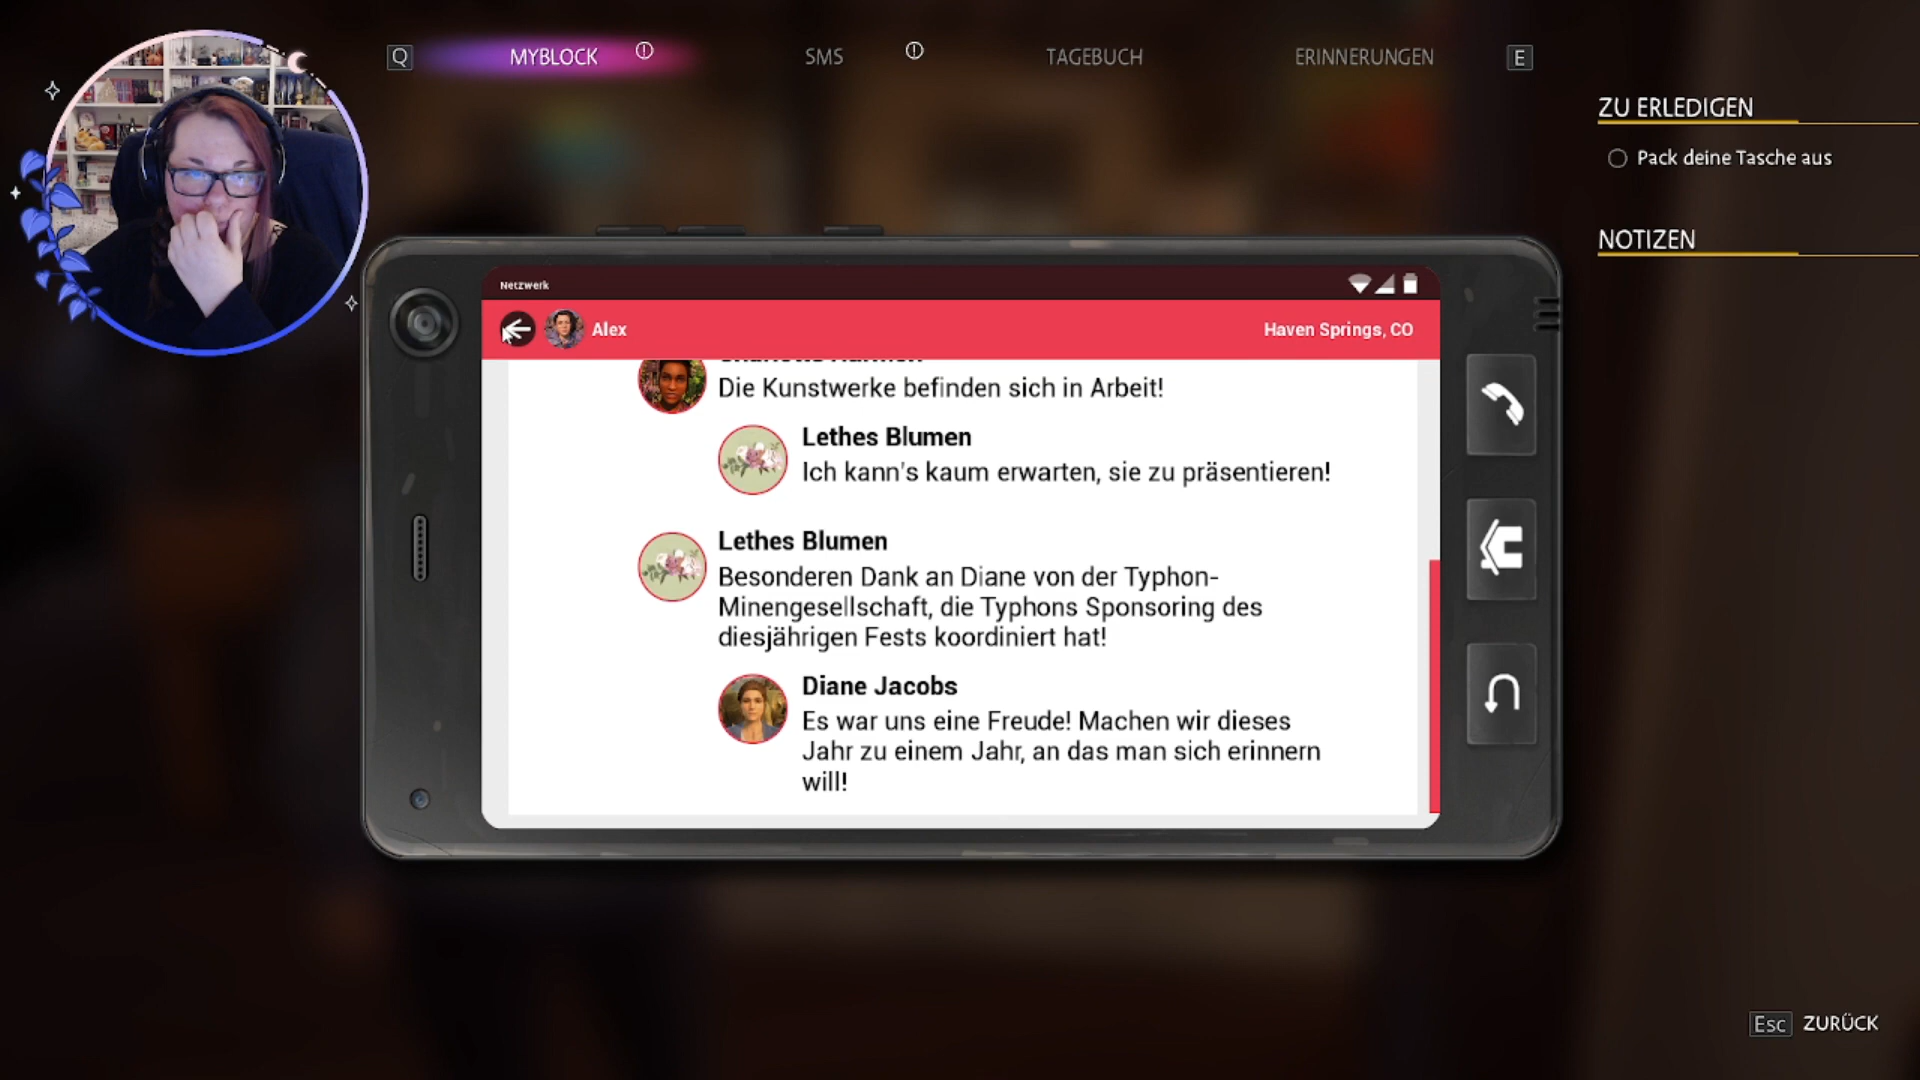 Q
MYBLOCK
SMS
TAGEBUCH
ERINNERUNGEN
E
ZU ERLEDIGEN
Pack deine Tasche aus
NOTIZEN
Netzwerk
Alex
Haven Springs, CO
Die Kunstwerke befinden sich in Arbeit!
Lethes Blumen
Ich kann's kaum erwarten, sie zu präsentieren!
Lethes Blumen
Besonderen Dank an Diane von der Typhon-
Minengesellschaft, die Typhons Sponsoring des
diesjährigen Fests koordiniert hat!
Diane Jacobs
Es war uns eine Freude! Machen wir dieses
Jahr zu einem Jahr, an das man sich erinnern
will!
Esc ZURÜCK